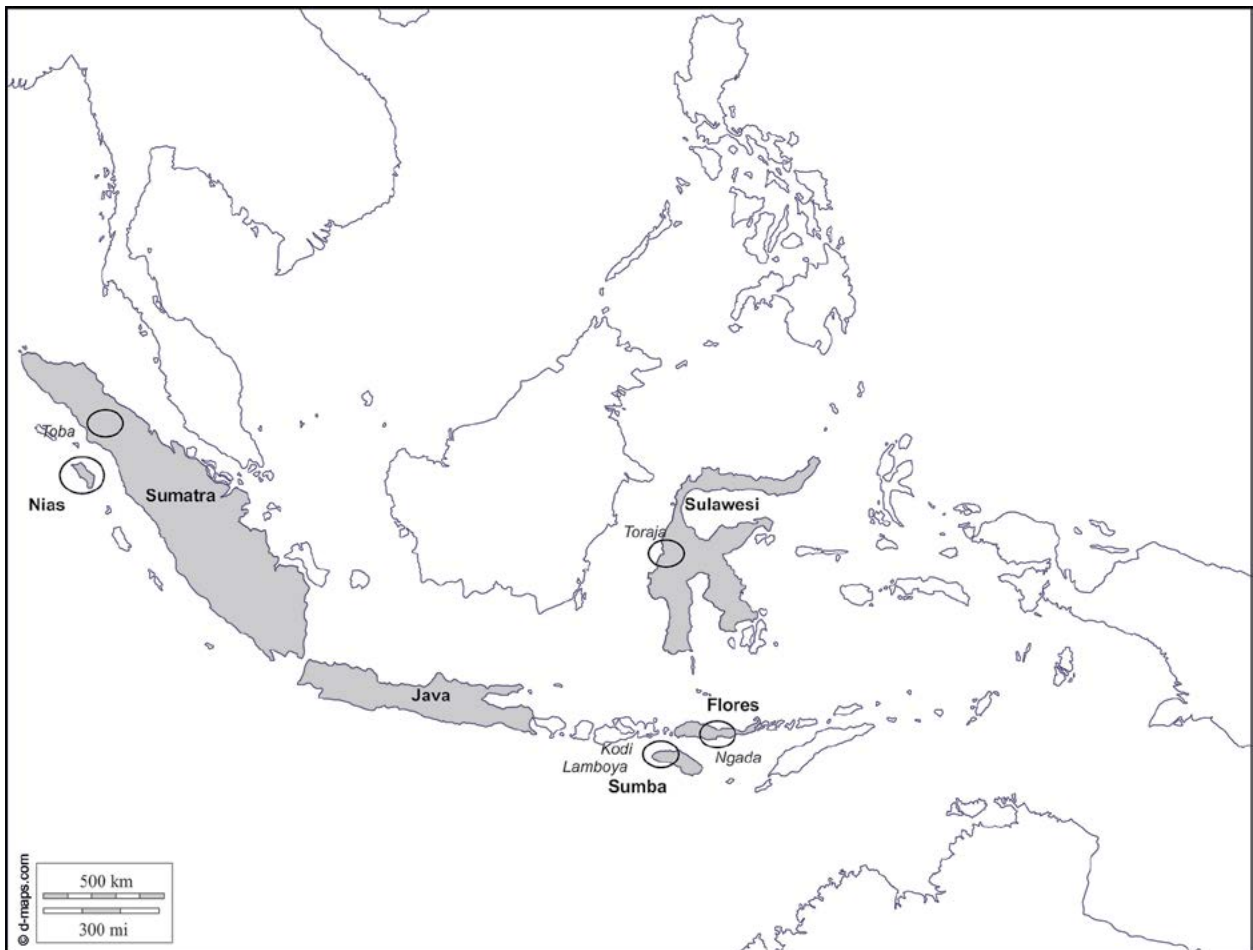 Toba
Nias
Sumatra
Sulawesi
Toraja
Java
Flores
Kodi
Lamboya
Ngada
Sumba
© d-maps.com
500 km
300 mi